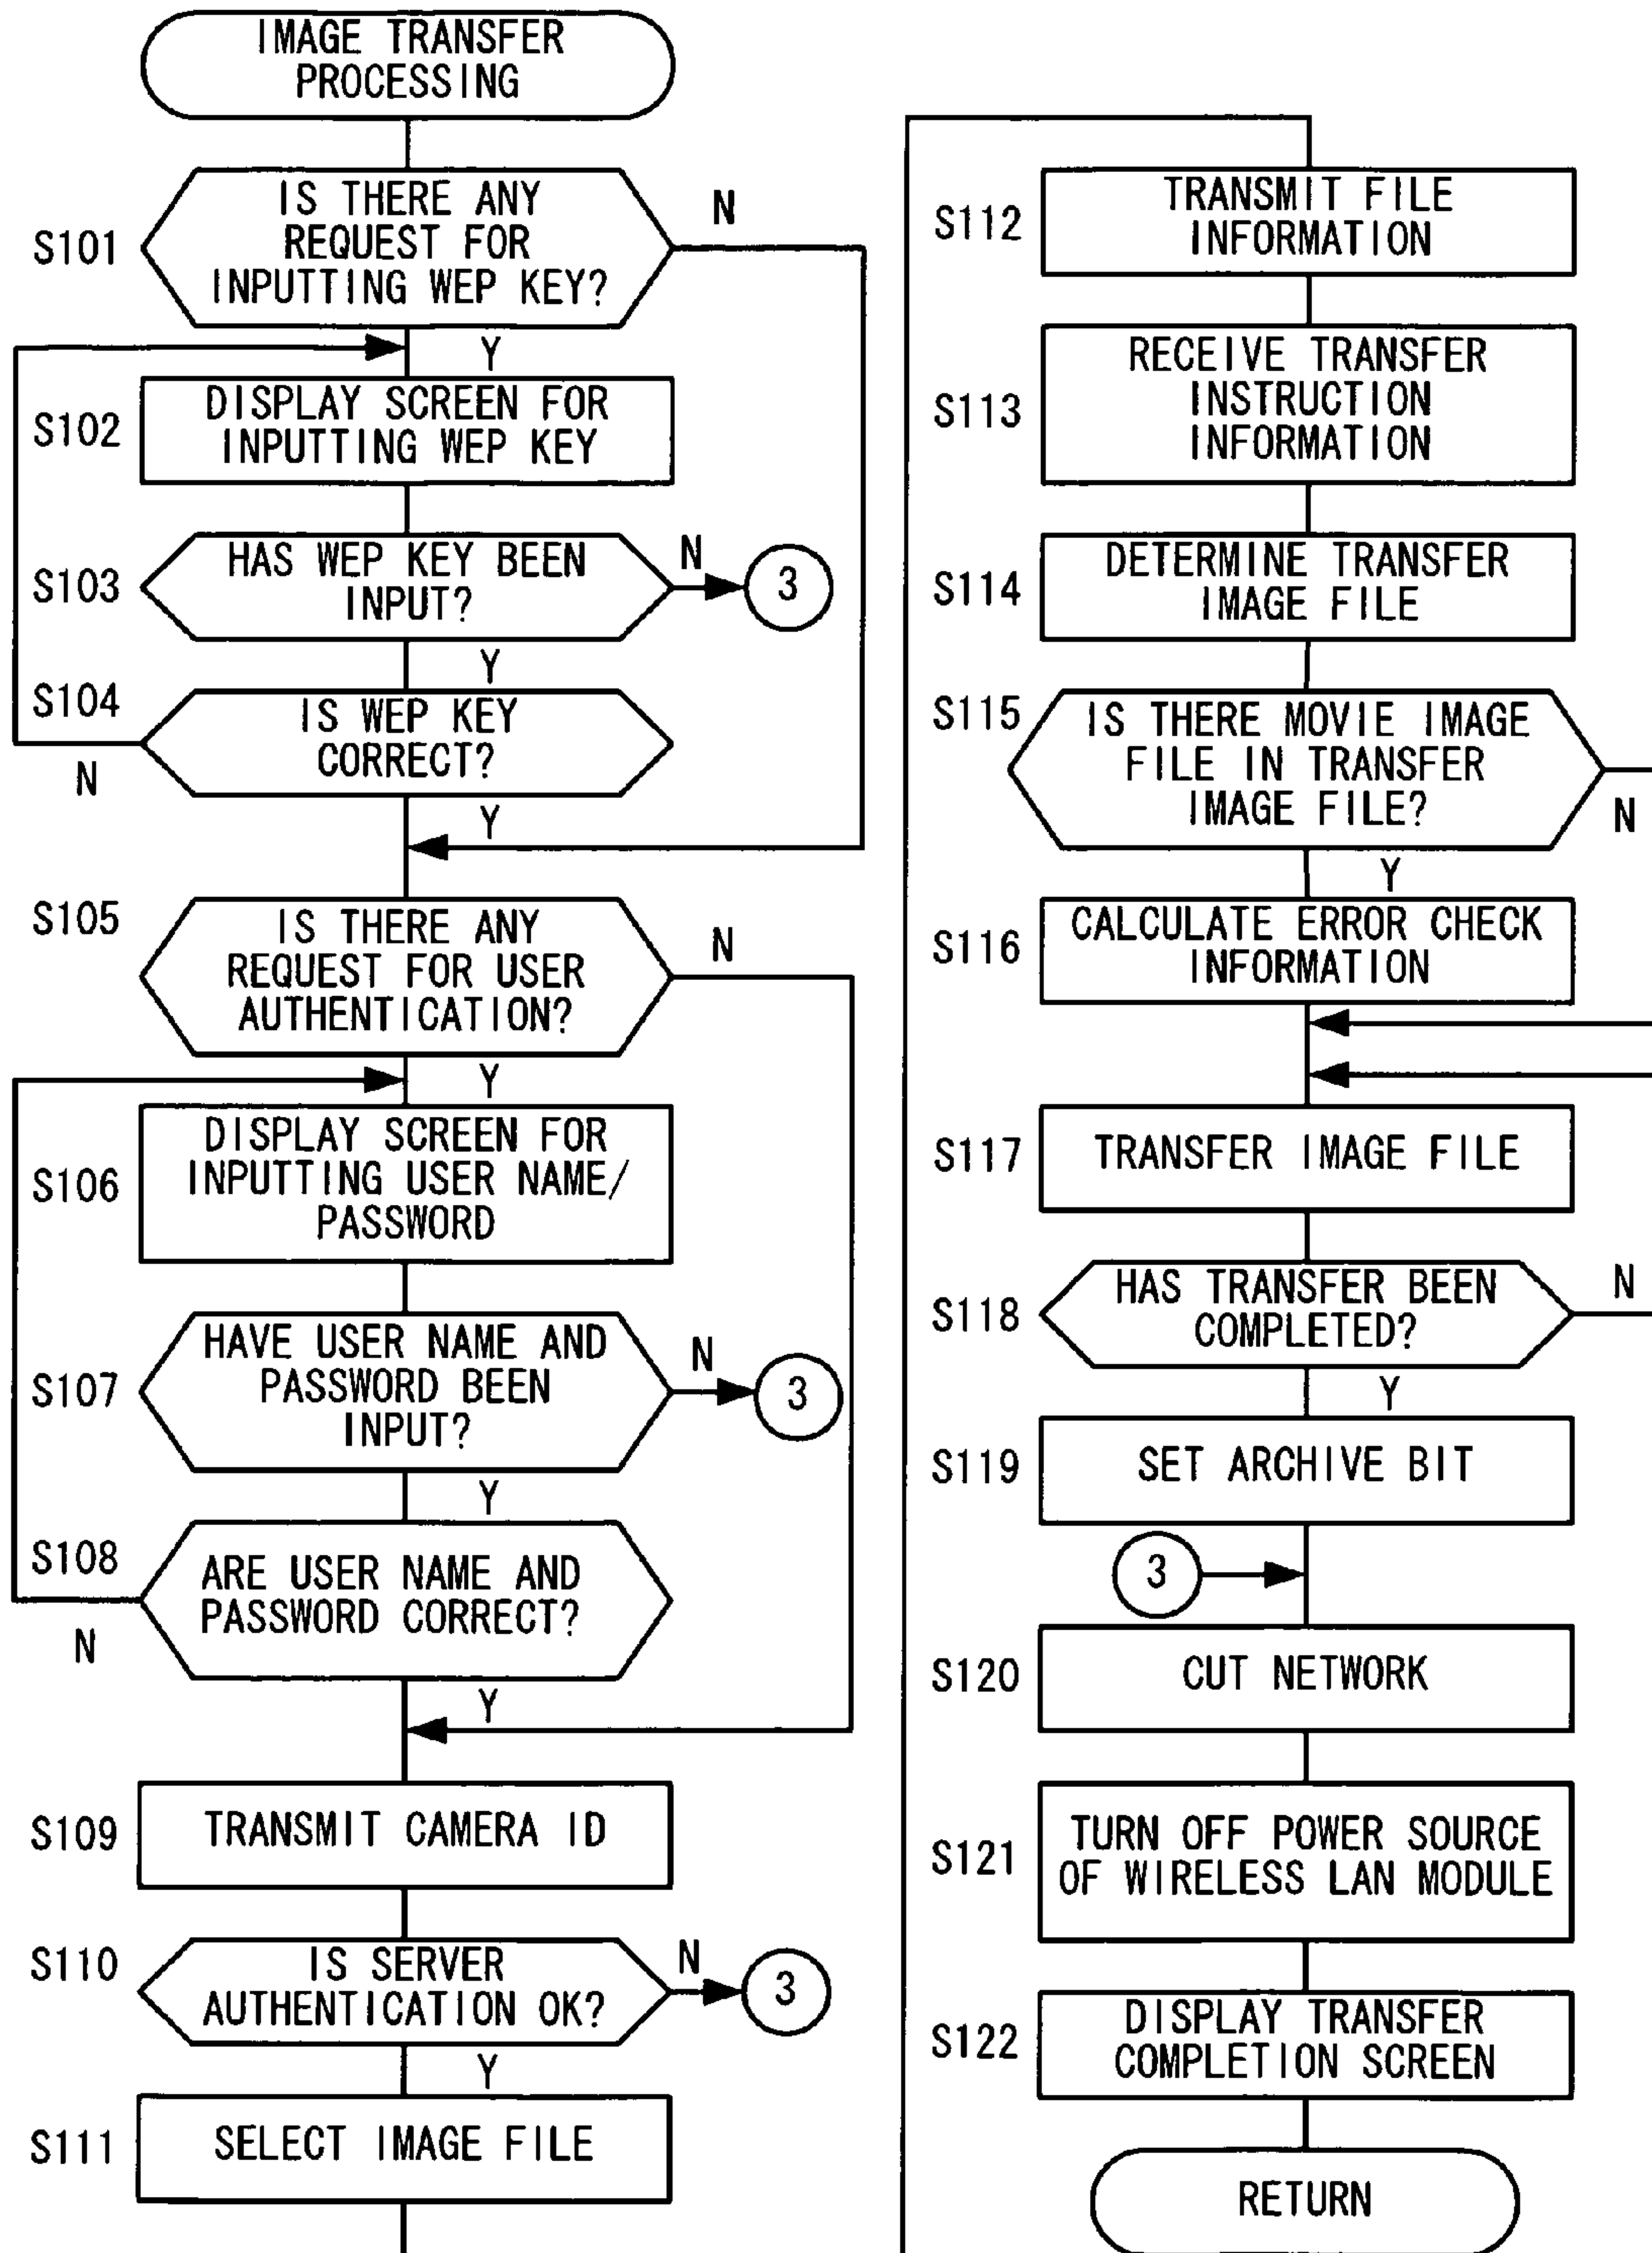 IMAGE TRANSFER
PROCESSING
S101
IS THERE ANY
REQUEST FOR
INPUTTING WEP KEY?
N
Y
S102
DISPLAY SCREEN FOR
INPUTTING WEP KEY
S103
HAS WEP KEY BEEN
INPUT?
N
3
Y
S104
IS WEP KEY
CORRECT?
N
Y
S105
IS THERE ANY
REQUEST FOR USER
AUTHENTICATION?
N
Y
S106
DISPLAY SCREEN FOR
INPUTTING USER NAME/
PASSWORD
S107
HAVE USER NAME AND
PASSWORD BEEN
INPUT?
N
3
Y
S108
ARE USER NAME AND
PASSWORD CORRECT?
N
Y
S109
TRANSMIT CAMERA ID
S110
IS SERVER
AUTHENTICATION OK?
N
3
Y
S111
SELECT IMAGE FILE
S112
TRANSMIT FILE
INFORMATION
S113
RECEIVE TRANSFER
INSTRUCTION
INFORMATION
S114
DETERMINE TRANSFER
IMAGE FILE
S115
IS THERE MOVIE IMAGE
FILE IN TRANSFER
IMAGE FILE?
N
Y
S116
CALCULATE ERROR CHECK
INFORMATION
S117
TRANSFER IMAGE FILE
S118
HAS TRANSFER BEEN
COMPLETED?
N
Y
S119
SET ARCHIVE BIT
3
S120
CUT NETWORK
S121
TURN OFF POWER SOURCE
OF WIRELESS LAN MODULE
S122
DISPLAY TRANSFER
COMPLETION SCREEN
RETURN